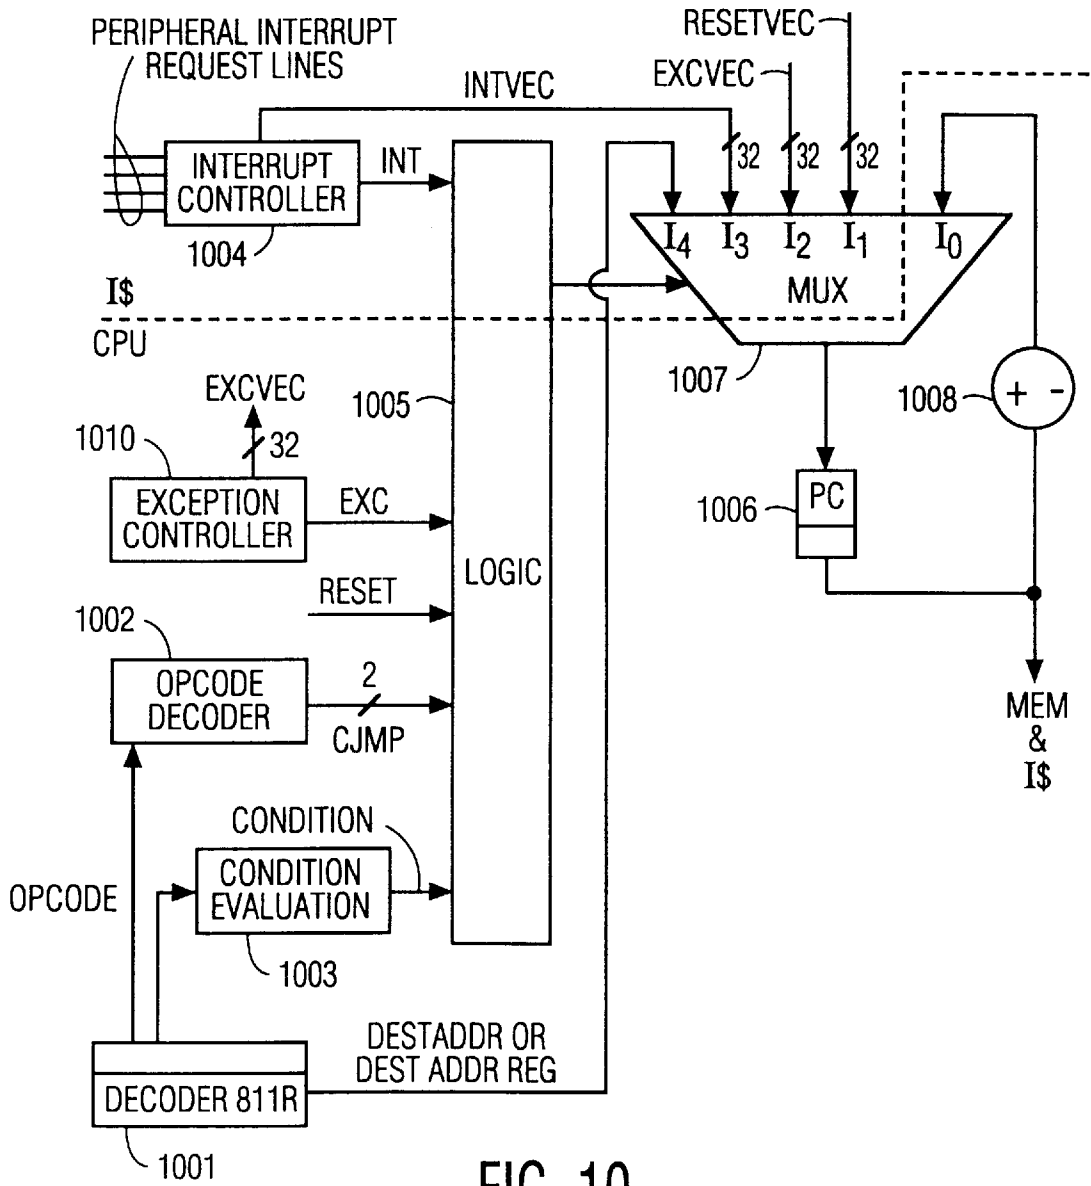 PERIPHERAL INTERRUPT
REQUEST LINES
RESETVEC
EXCVEC
INTVEC
32
32
32
INTERRUPT
CONTROLLER
INT
1004
I4
I3
I2
I1
I0
MUX
I$
CPU
1007
1008
+ -
EXCVEC
32
1005
1010
EXCEPTION
CONTROLLER
EXC
PC
1006
LOGIC
RESET
1002
OPCODE
DECODER
2
CJMP
MEM
&
I$
CONDITION
CONDITION
EVALUATION
OPCODE
1003
DESTADDR OR
DEST ADDR REG
DECODER 811R
1001
FIG. 10